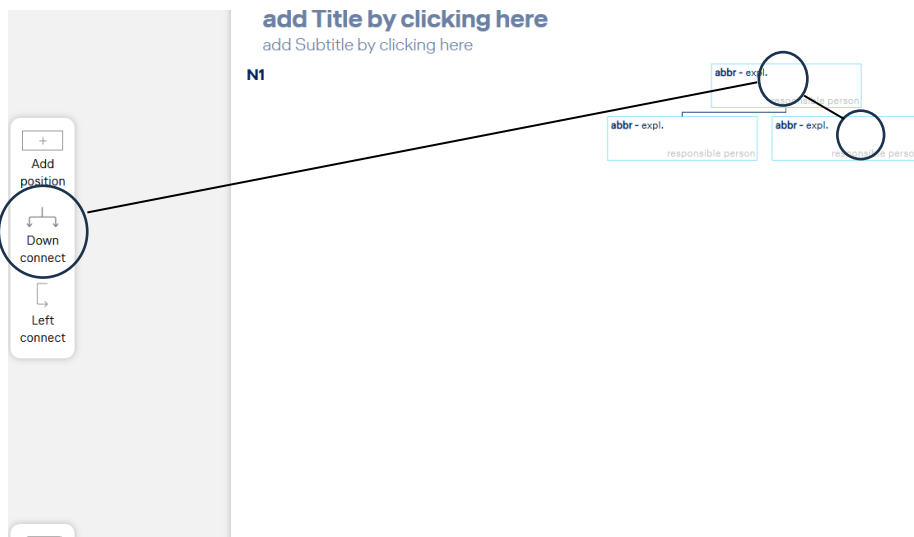 add Title by clicking here
add Subtitle by clicking here
N1
abbr - expl.
responsible person
abbr - expl.
responsible person
abbr - expl.
responsible perso
Add
position
Down
connect
Left
connect